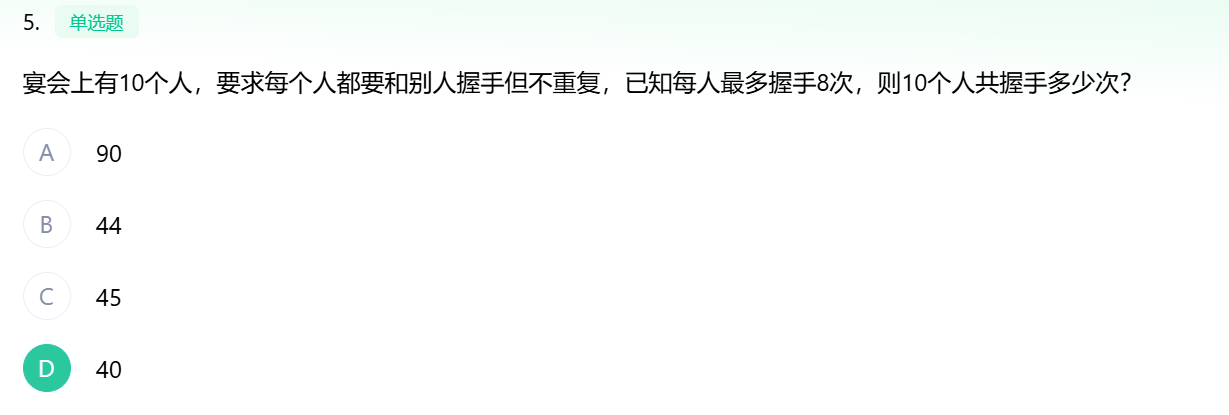 5. 单选题
宴会上有10个人，要求每个人都要和别人握手但不重复，已知每人最多握手8次，则10个人共握手多少次？
A 90
B 44
C 45
D 40